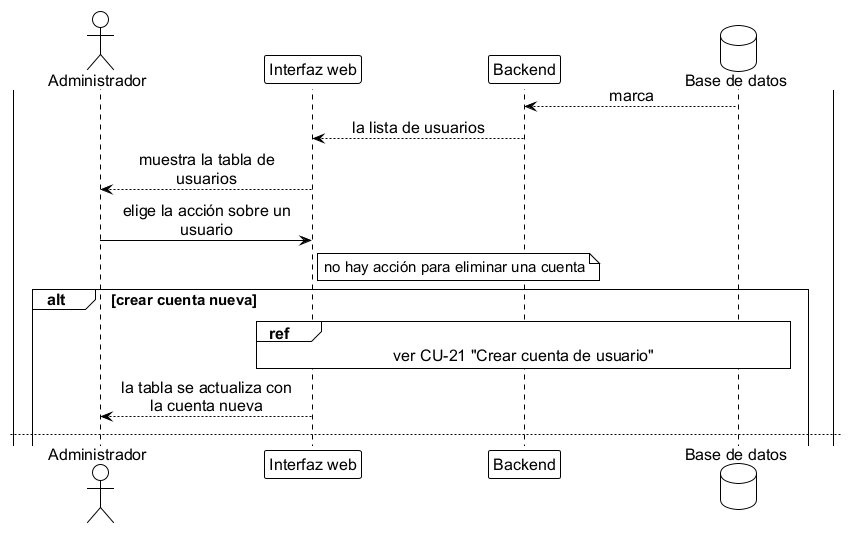 Administrador
Interfaz web
Backend
Base de datos
marca
la lista de usuarios
muestra la tabla de
usuarios
elige la acción sobre un
usuario
no hay acción para eliminar una cuenta
alt
[crear cuenta nueva]
ref
ver CU-21 "Crear cuenta de usuario"
la tabla se actualiza con
la cuenta nueva
Administrador
Interfaz web
Backend
Base de datos